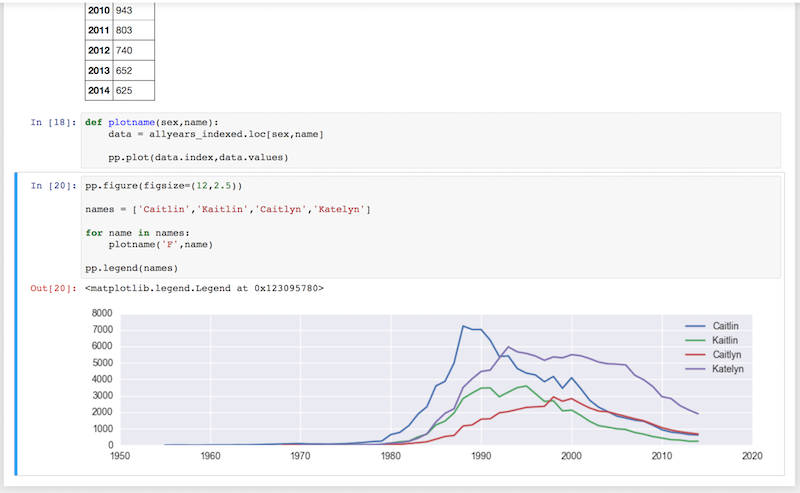 2010 943
2011 803
2012 740
2013 652
2014 625
In [18]: def plotname(sex,name):
data = allyears_indexed.loc[sex,name]
pp.plot(data.index,data.values)
In [20]: pp.figure(figsize=(12,2.5))
names = ['Caitlin','Kaitlin','Caitlyn','Katelyn']
for name in names:
plotname('F',name)
pp.legend(names)
Out[20]: <matplotlib.legend.Legend at 0x123095780>
8000
7000
6000
5000
4000
3000
2000
1000
0
Caitlin
Kaitlin
Caitlyn
Katelyn
1950 1960 1970 1980 1990 2000 2010 2020